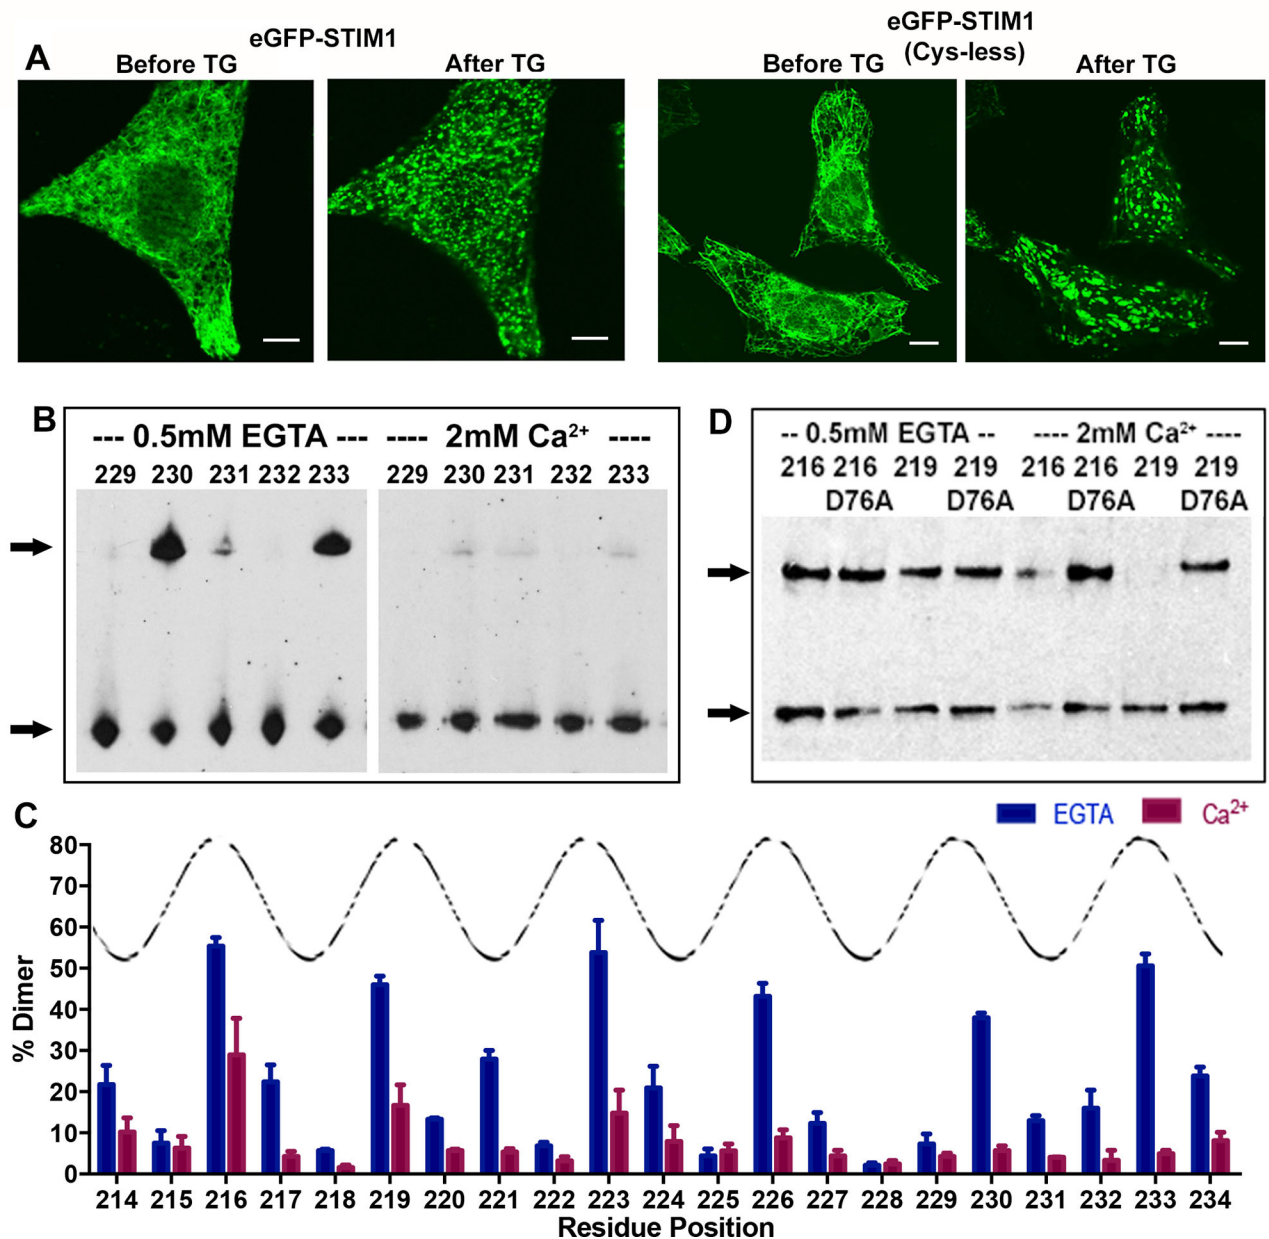 A
eGFP-STIM1
Before TG After TG
eGFP-STIM1
(Cys-less)
Before TG After TG
B
--- 0.5mM EGTA --- ---- 2mM Ca²⁺ ----
229 230 231 232 233 229 230 231 232 233
D
-- 0.5mM EGTA -- ---- 2mM Ca²⁺ ----
216 216 219 219 216 216 219 219
D76A D76A D76A D76A
C
EGTA Ca²⁺
80
70
60
50
40
30
20
10
0
% Dimer
214 215 216 217 218 219 220 221 222 223 224 225 226 227 228 229 230 231 232 233 234
Residue Position